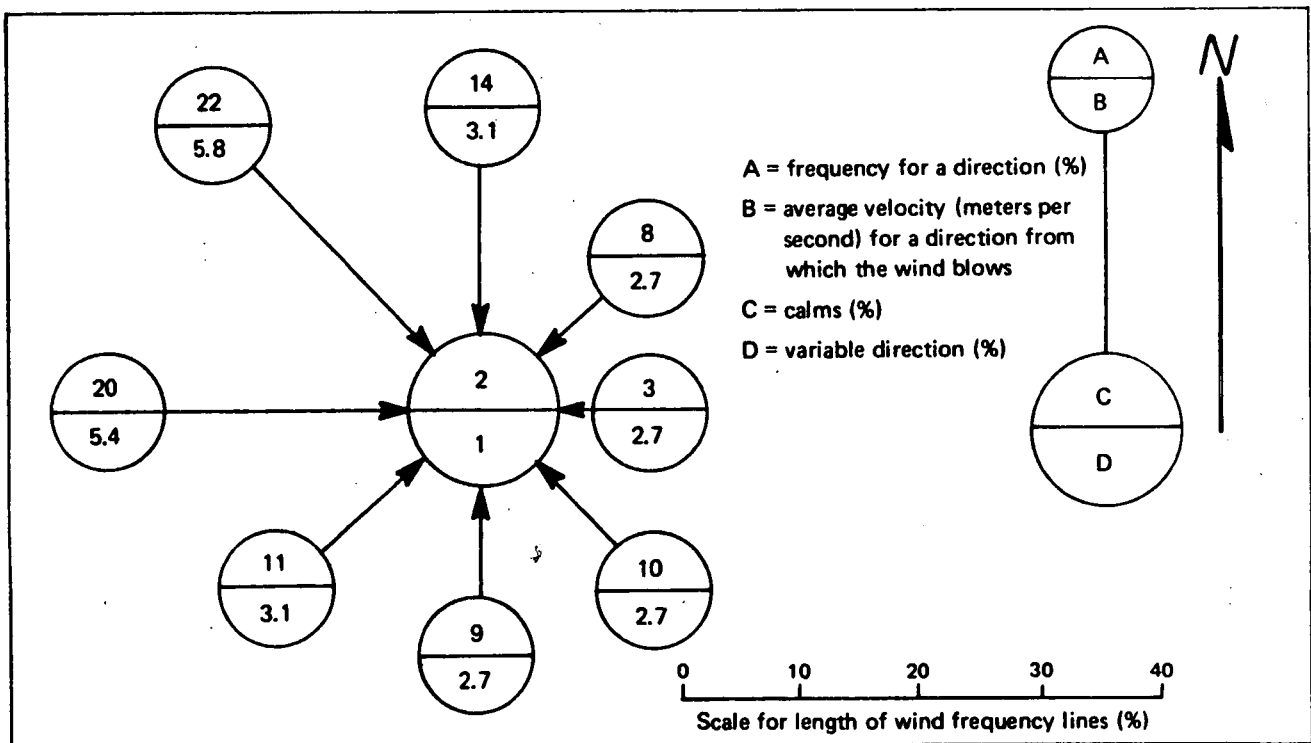 22
5.8
14
3.1
8
2.7
20
5.4
2
1
3
2.7
11
3.1
9
2.7
10
2.7
A
B
N
A = frequency for a direction (%)
B = average velocity (meters per
second) for a direction from
which the wind blows
C = calms (%)
D = variable direction (%)
C
D
0 10 20 30 40
Scale for length of wind frequency lines (%)